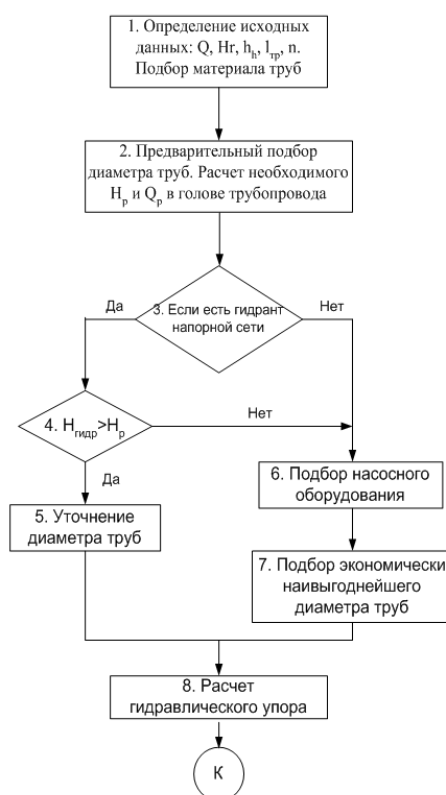 1. Определение исходных
данных: Q, Hr, hₕ, lтр, n.
Подбор материала труб
2. Предварительный подбор
диаметра труб. Расчет необходимого
Hр и Qр в голове трубопровода
Да
3. Если есть гидрант
напорной сети
Нет
4. Hгидр>Hр
Нет
Да
5. Уточнение
диаметра труб
6. Подбор насосного
оборудования
7. Подбор экономически
наивыгоднейшего
диаметра труб
8. Расчет
гидравлического упора
К